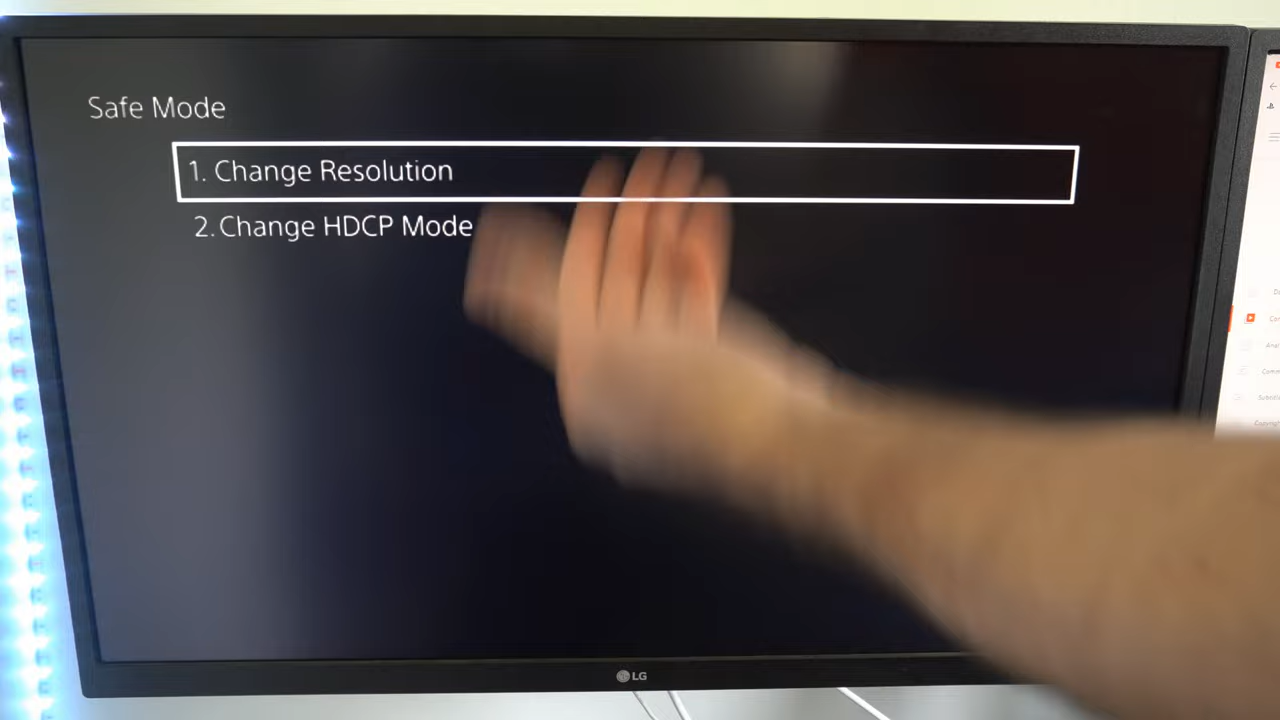 Safe Mode
1. Change Resolution
2. Change HDCP Mode
LG